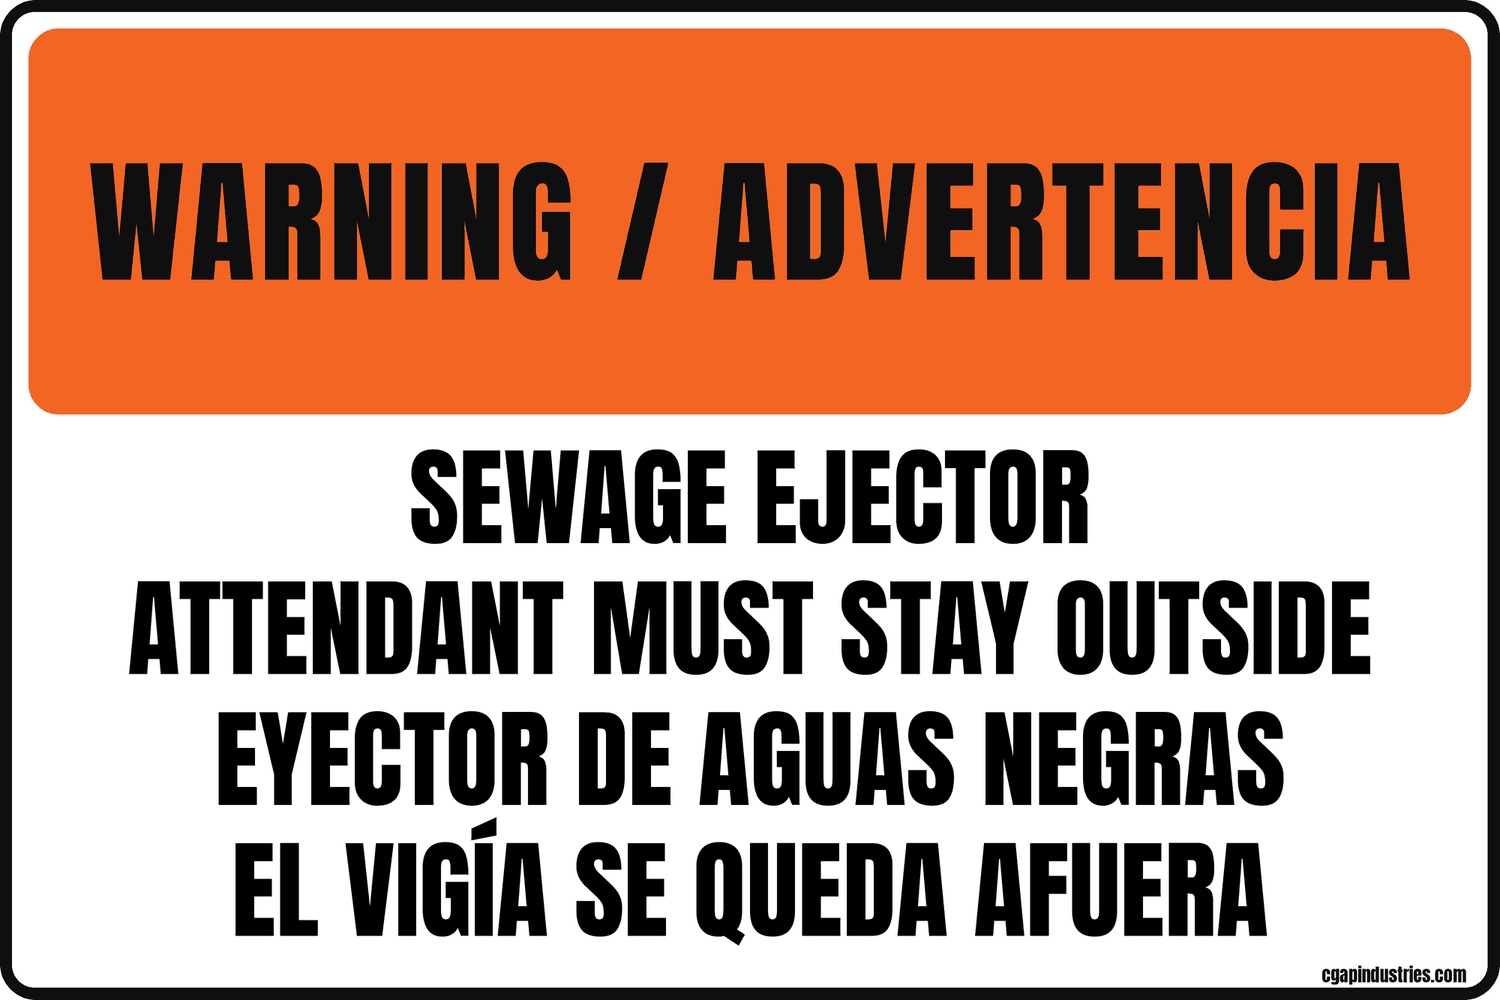 WARNING / ADVERTENCIA
SEWAGE EJECTOR
ATTENDANT MUST STAY OUTSIDE
EYECTOR DE AGUAS NEGRAS
EL VIGÍA SE QUEDA AFUERA
cgapindustries.com